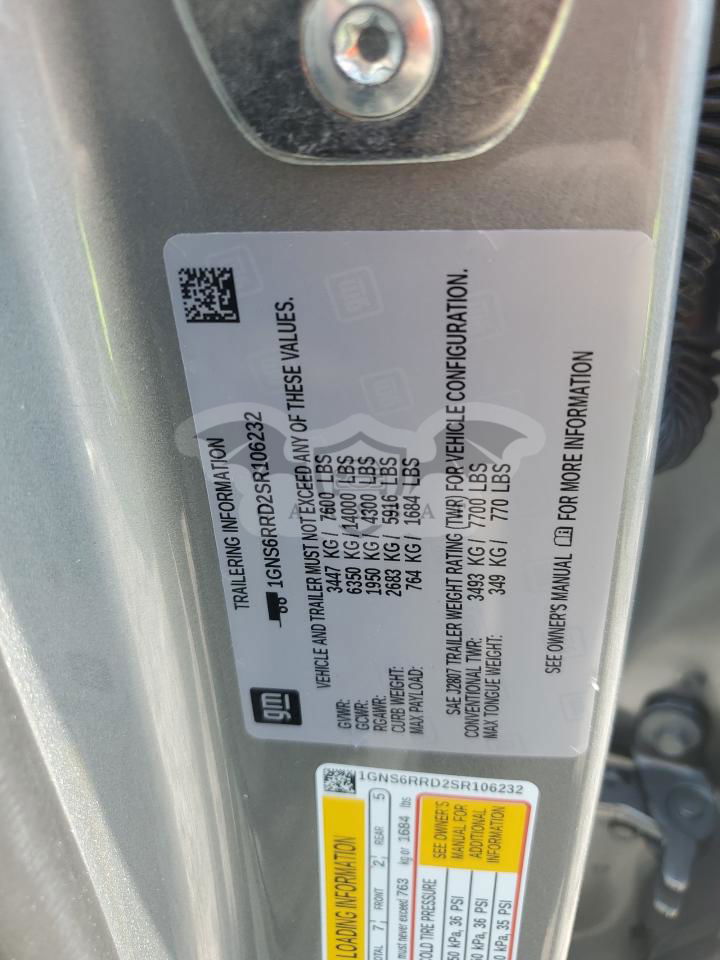 TRAILERING INFORMATION
1GNS6RRD2SR106232
gm
VEHICLE AND TRAILER MUST NOT EXCEED ANY OF THESE VALUES.
GVWR: 3447 KG / 7600 LBS
GCWR: 6350 KG / 14000 LBS
RGAWR: 1950 KG / 4300 LBS
CURB WEIGHT: 2683 KG / 5916 LBS
MAX PAYLOAD: 764 KG / 1684 LBS
SAE J2807 TRAILER WEIGHT RATING (TWR) FOR VEHICLE CONFIGURATION.
CONVENTIONAL TWR: 3493 KG / 7700 LBS
MAX TONGUE WEIGHT: 349 KG / 770 LBS
SEE OWNER'S MANUAL FOR MORE INFORMATION
1GNS6RRD2SR106232
LOADING INFORMATION
TOTAL 7 FRONT 2 REAR 5
must never exceed 763 kg or 1684 lbs
COLD TIRE PRESSURE
kPa, 36 PSI
kPa, 36 PSI
kPa, 35 PSI
SEE OWNER'S
MANUAL FOR
ADDITIONAL
INFORMATION